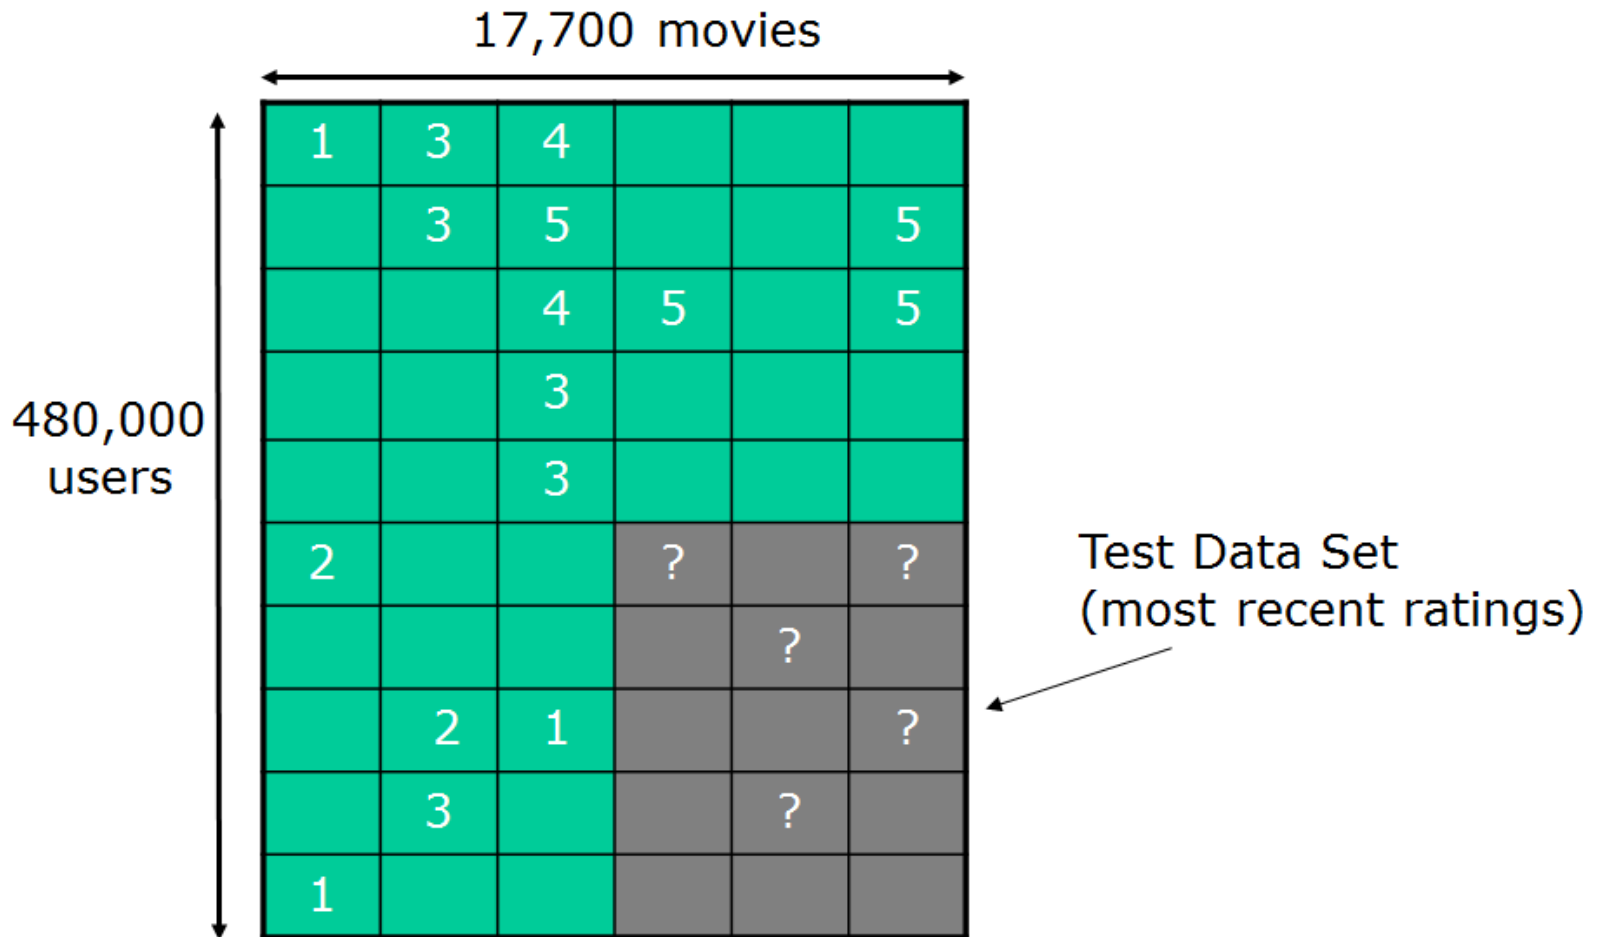 17,700 movies
1 3 4
3 5 5
4 5 5
3
480,000
users
3
2 ? ?
Test Data Set
(most recent ratings)
?
2 1 ?
3 ?
1